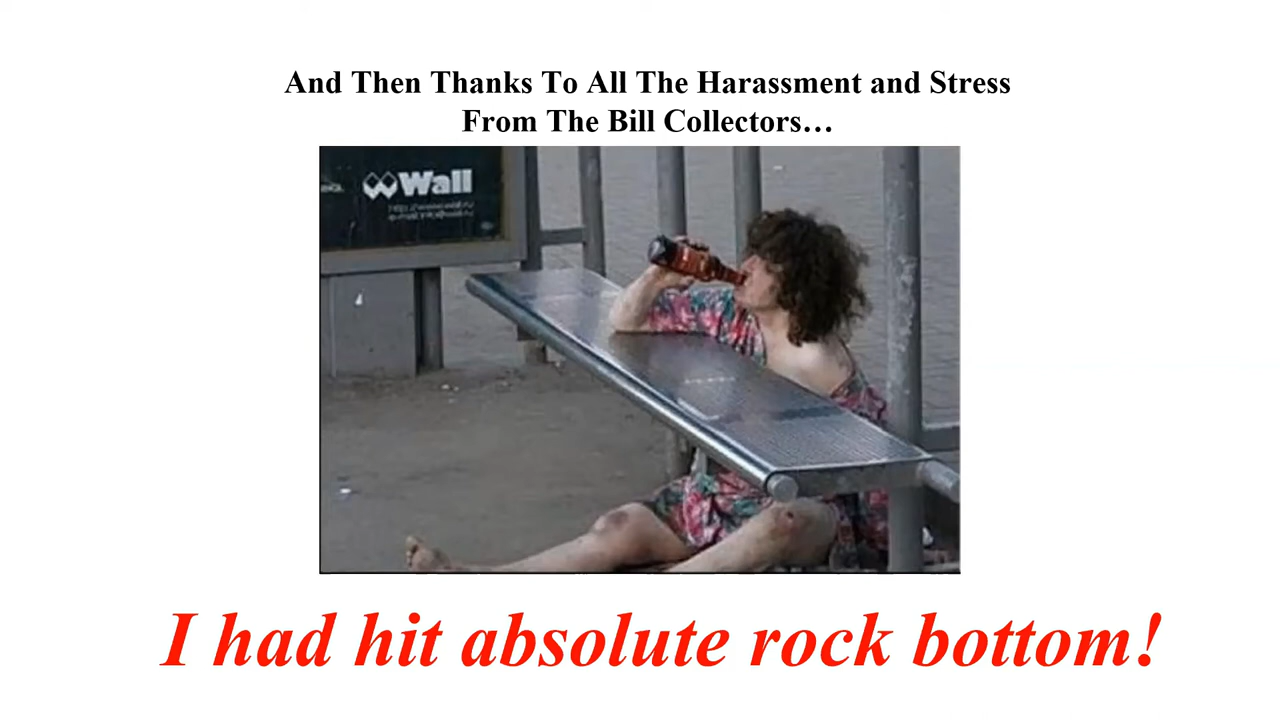 And Then Thanks To All The Harassment and Stress
From The Bill Collectors…
Wall
I had hit absolute rock bottom!